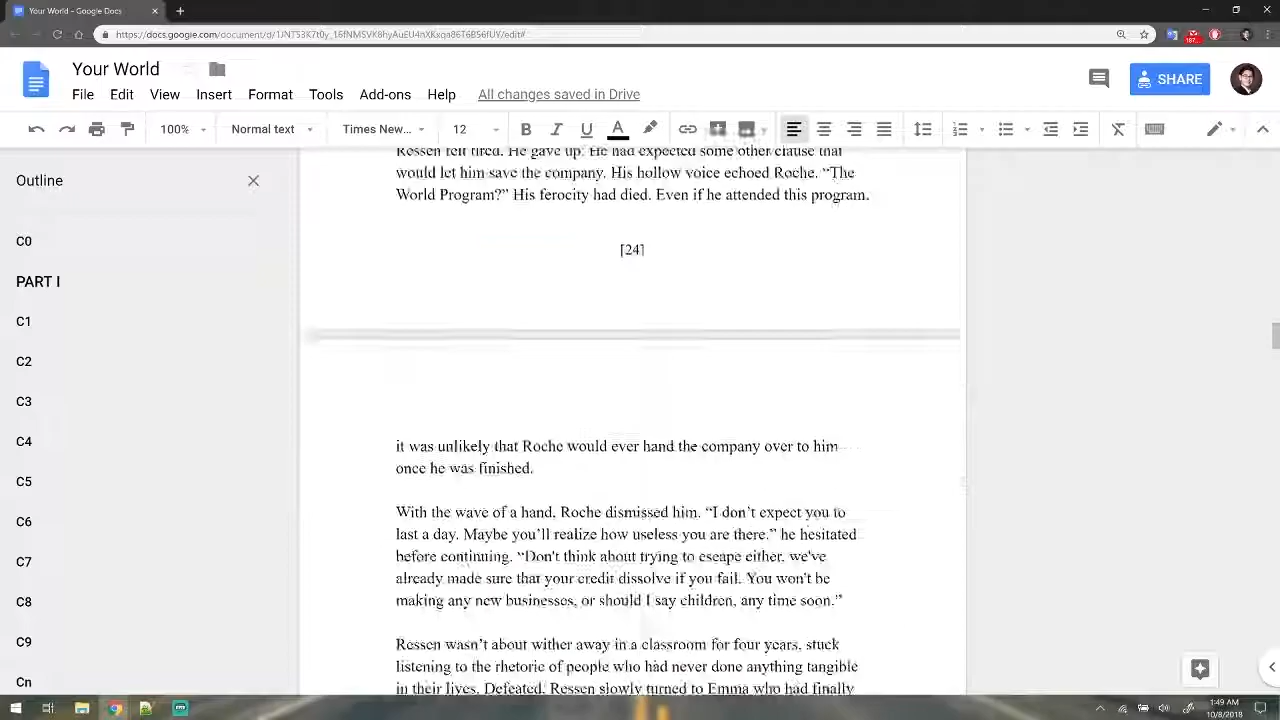 Your World - Google Docs
Your World
File Edit View Insert Format Tools Add-ons Help All changes saved in Drive
SHARE
100% Normal text Times New... 12
Outline
C0
PART I
C1
C2
C3
C4
C5
C6
C7
C8
C9
Cn
Ressen felt tired. He gave up. He had expected some other clause that
would let him save the company. His hollow voice echoed Roche. “The
World Program?” His ferocity had died. Even if he attended this program,
[24]
it was unlikely that Roche would ever hand the company over to him
once he was finished.
With the wave of a hand, Roche dismissed him. “I don’t expect you to
last a day. Maybe you’ll realize how useless you are there.” he hesitated
before continuing. “Don't think about trying to escape either, we've
already made sure that your credit dissolve if you fail. You won't be
making any new businesses, or should I say children, any time soon.”
Ressen wasn’t about wither away in a classroom for four years, stuck
listening to the rhetoric of people who had never done anything tangible
in their lives. Defeated, Ressen slowly turned to Emma who had finally
1:49 AM
10/8/2018